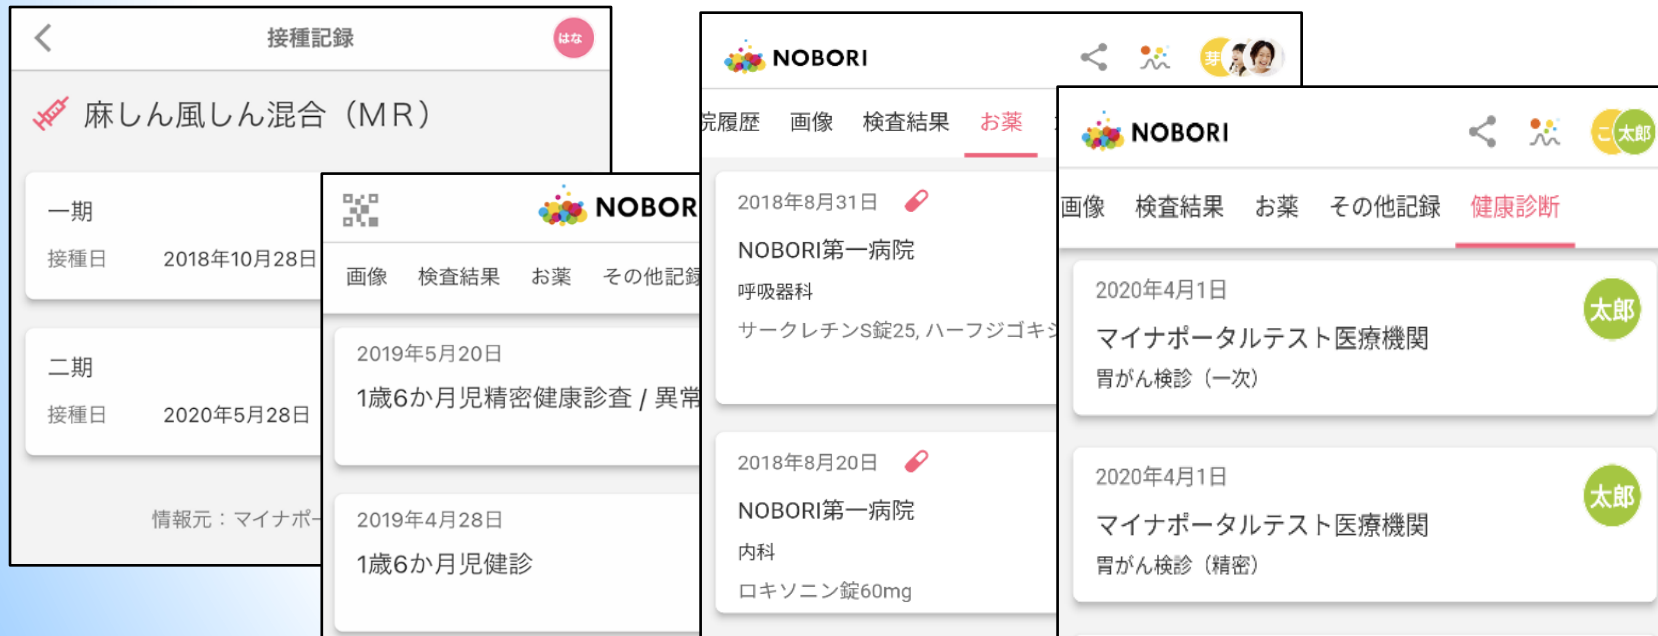 接種記録
はな
麻しん風しん混合（ＭＲ）
一期
接種日 2018年10月28日
二期
接種日 2020年5月28日
情報元：マイナポー
NOBOR
画像 検査結果 お薬 その他記録
2019年5月20日
1歳6か月児精密健康診査 / 異常
2019年4月28日
1歳6か月児健診
NOBORI
芽
院履歴 画像 検査結果 お薬
2018年8月31日
NOBORI第一病院
呼吸器科
サークレチンS錠25, ハーフジゴキシ
2018年8月20日
NOBORI第一病院
内科
ロキソニン錠60mg
NOBORI
こ 太郎
画像 検査結果 お薬 その他記録 健康診断
2020年4月1日
太郎
マイナポータルテスト医療機関
胃がん検診（一次）
2020年4月1日
太郎
マイナポータルテスト医療機関
胃がん検診（精密）